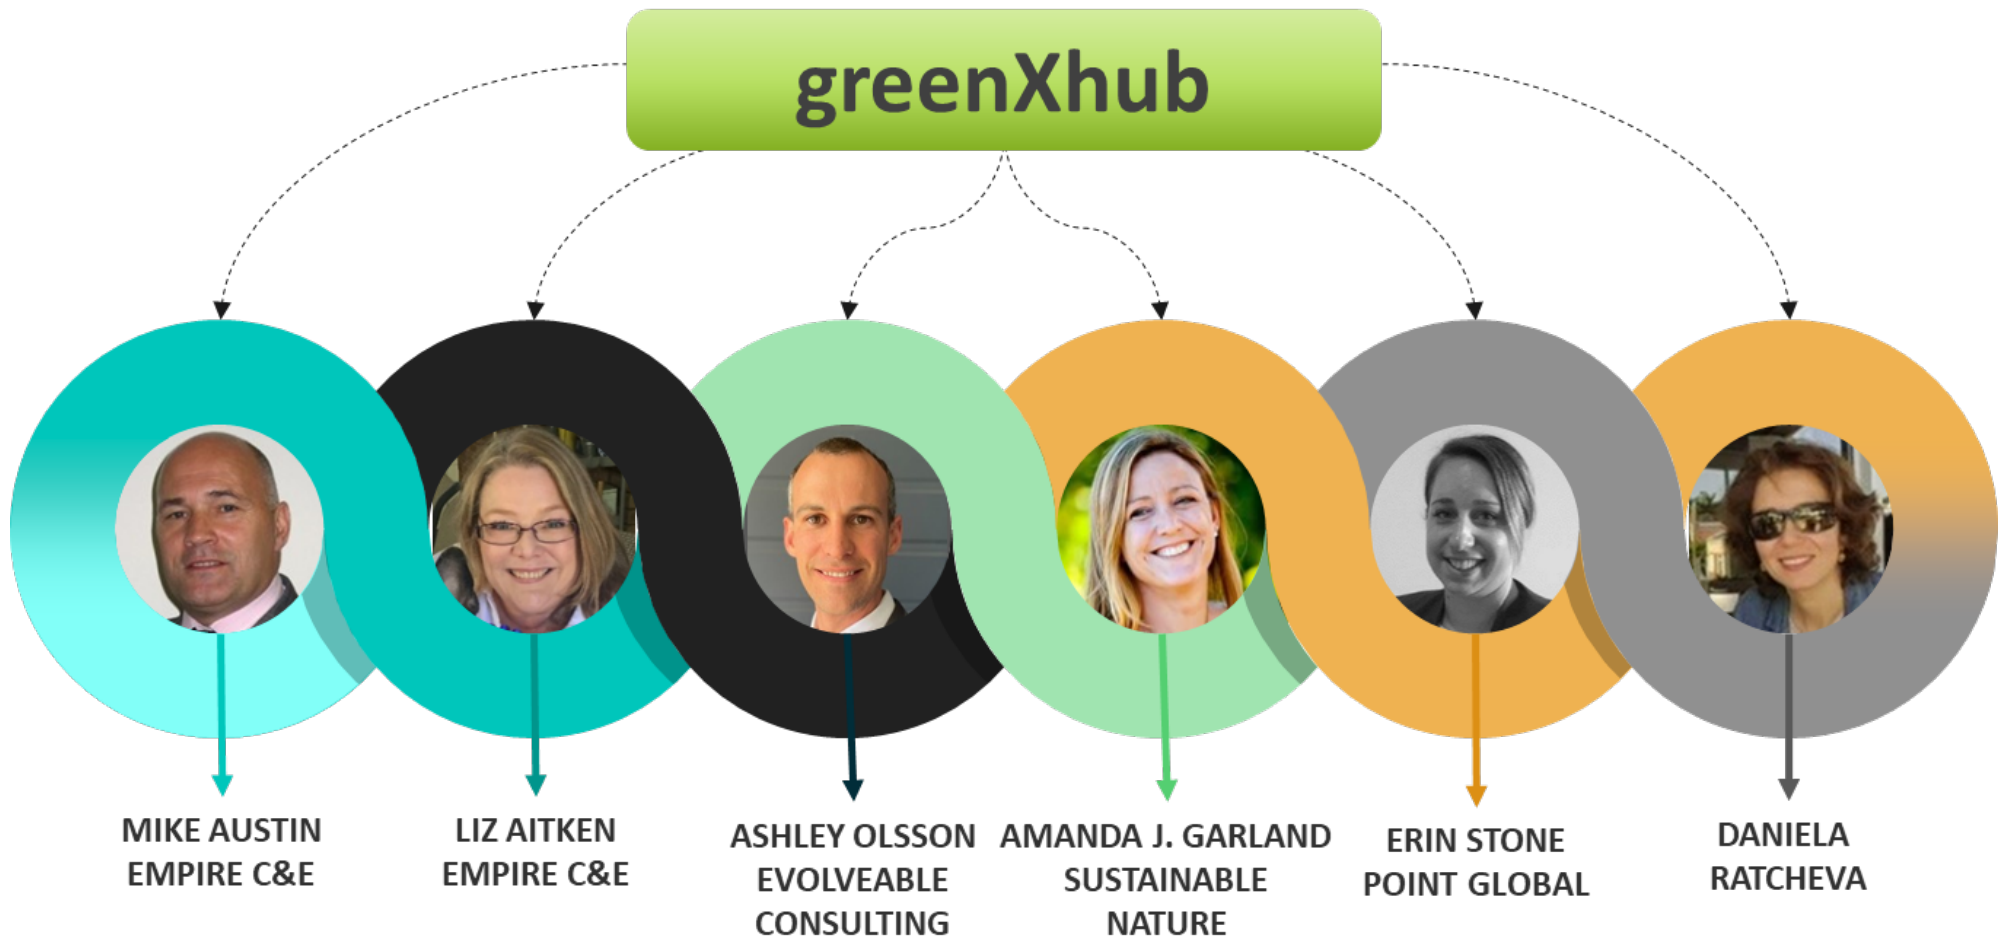 greenXhub
MIKE AUSTIN
EMPIRE C&E
LIZ AITKEN
EMPIRE C&E
ASHLEY OLSSON
EVOLVEABLE
CONSULTING
AMANDA J. GARLAND
SUSTAINABLE
NATURE
ERIN STONE
POINT GLOBAL
DANIELA
RATCHEVA